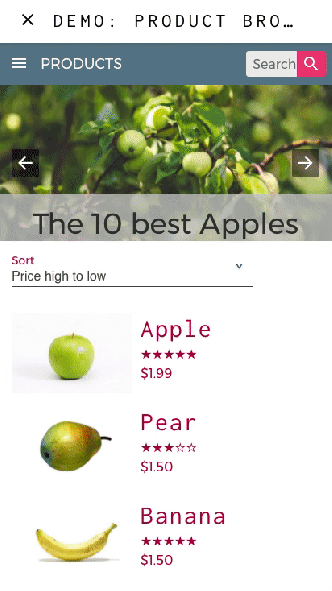 DEMO: PRODUCT BRO…
PRODUCTS
Search
The 10 best Apples
Sort
Price high to low
Apple
★★★★★
$1.99
Pear
★★★☆☆
$1.50
Banana
★★★★★
$1.50